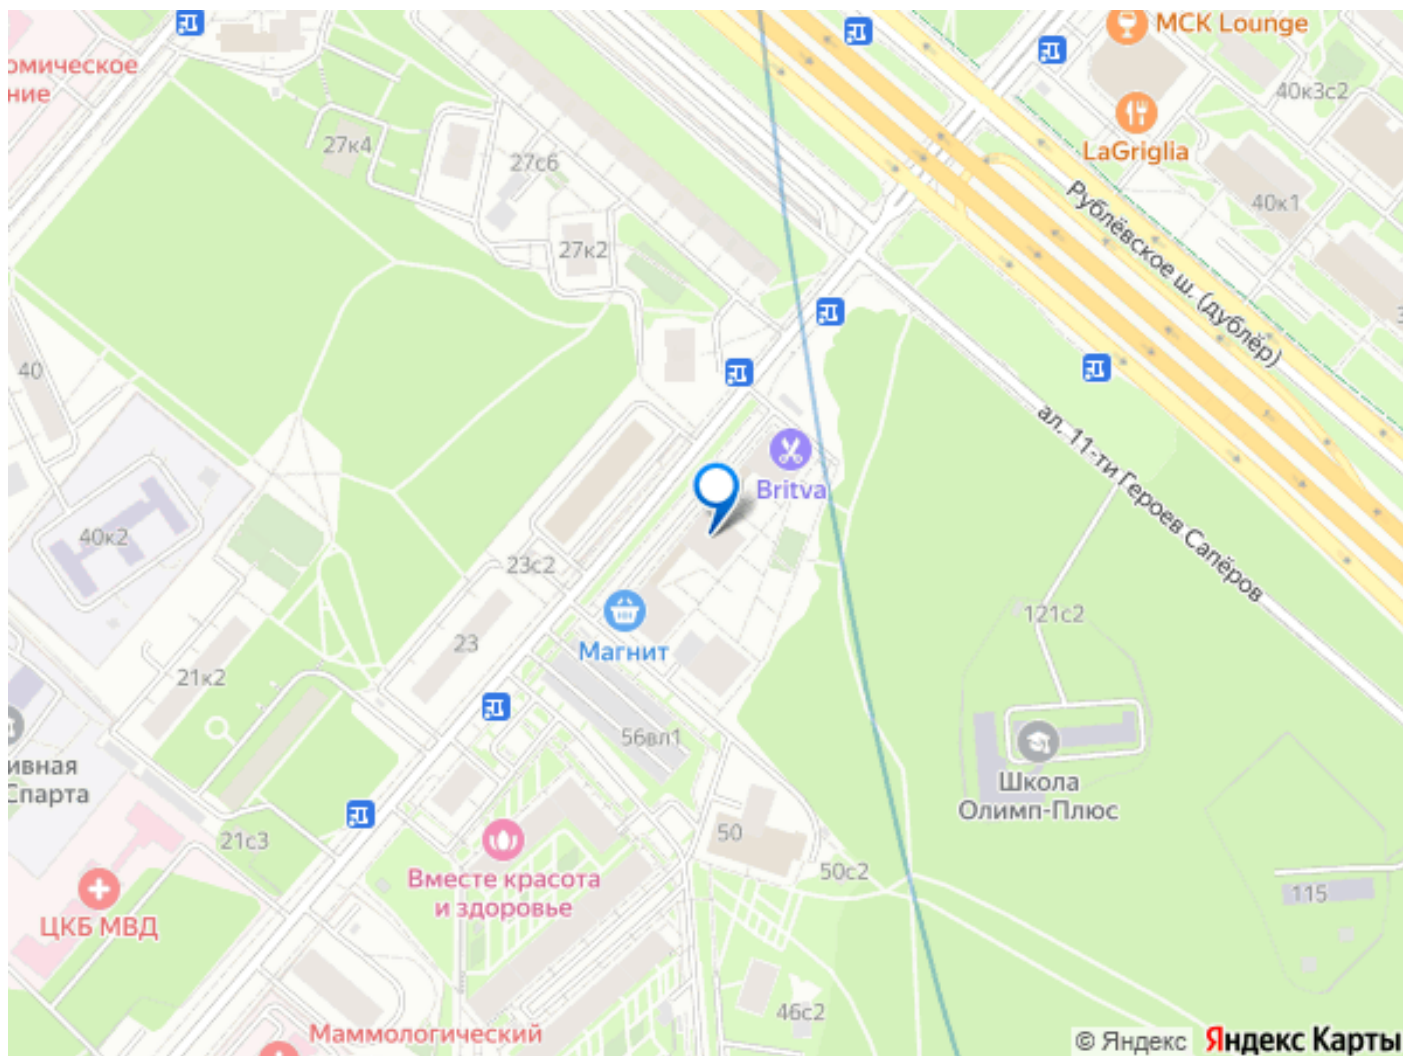 MCK Lounge
омическое
ние
40к3с2
27к4
LaGriglia
27с6
40к1
Рублёвское ш. (дублёр)
27к2
40
ал. 11-ти Героев Сапёров
Britva
40к2
23с2
121с2
23
Магнит
21к2
56вл1
ивная
Спарта
Школа
Олимп-Плюс
50
21с3
50с2
Вместе красота
и здоровье
115
ЦКБ МВД
46с2
Маммологический
© Яндекс Яндекс Карты